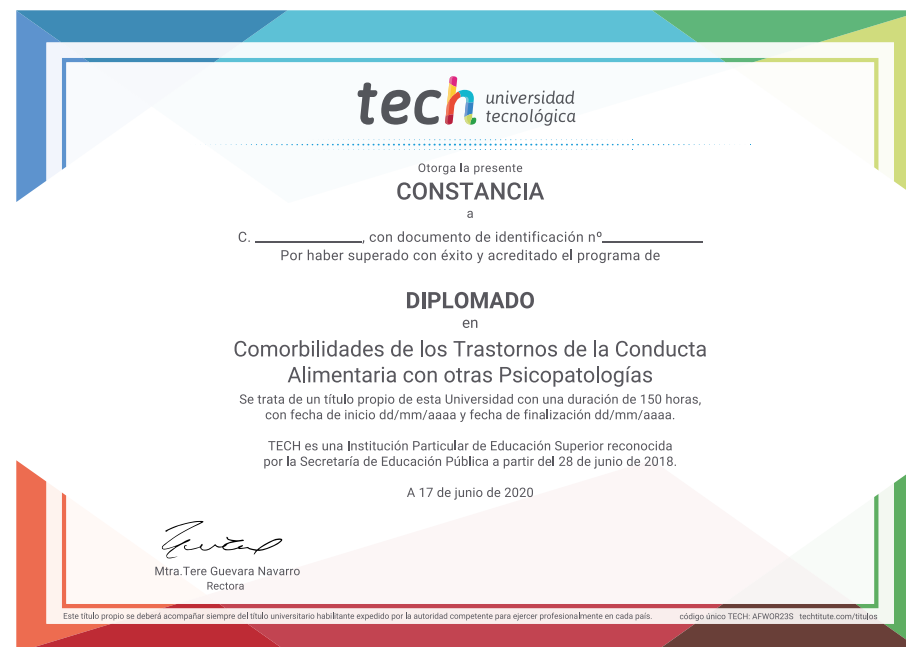 tech universidad
tecnológica
Otorga la presente
CONSTANCIA
a
C. ____________, con documento de identificación nº____________
Por haber superado con éxito y acreditado el programa de
DIPLOMADO
en
Comorbilidades de los Trastornos de la Conducta
Alimentaria con otras Psicopatologías
Se trata de un título propio de esta Universidad con una duración de 150 horas,
con fecha de inicio dd/mm/aaaa y fecha de finalización dd/mm/aaaa.
TECH es una Institución Particular de Educación Superior reconocida
por la Secretaría de Educación Pública a partir del 28 de junio de 2018.
A 17 de junio de 2020
Mtra.Tere Guevara Navarro
Rectora
Este título propio se deberá acompañar siempre del título universitario habilitante expedido por la autoridad competente para ejercer profesionalmente en cada país. código único TECH: AFWOR23S techtitute.com/titulos